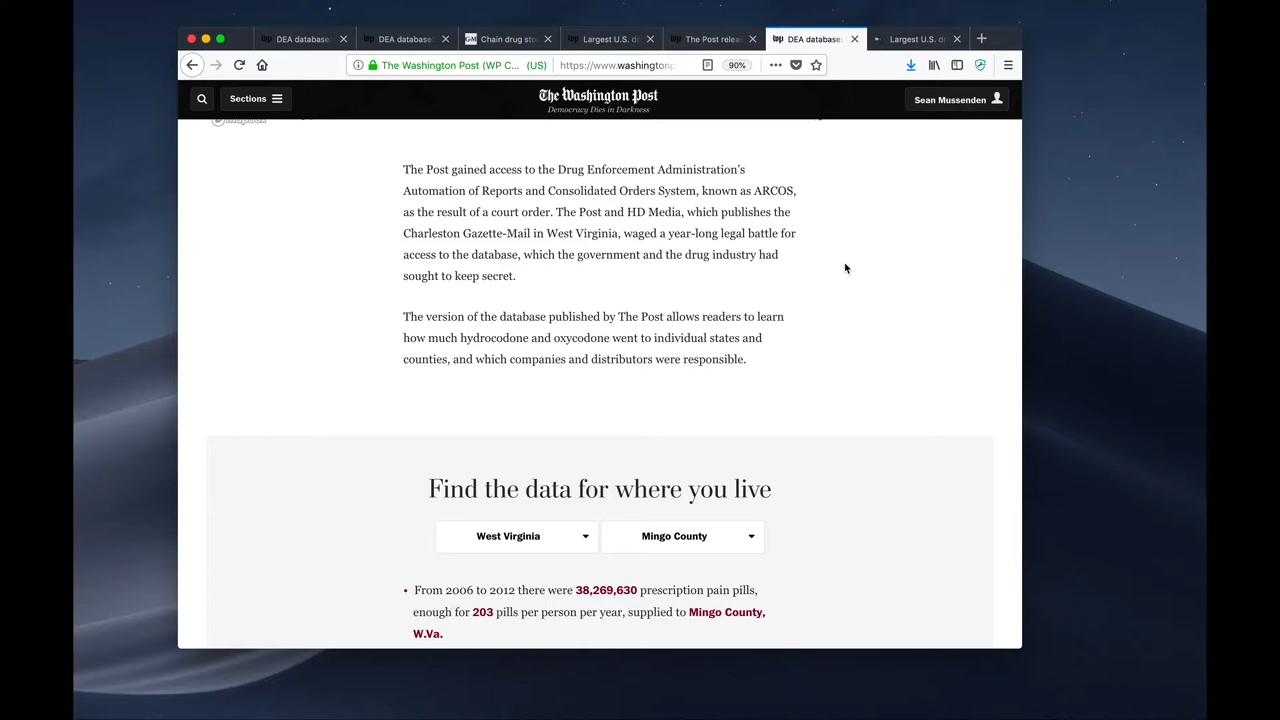 DEA database:
DEA database:
GM
Chain drug sto
Largest U.S. dr
The Post relea
DEA database:
Largest U.S. dr
The Washington Post (WP C... (US)
https://www.washingtonp
90%
Sections
The Washington Post
Democracy Dies in Darkness
Sean Mussenden
The Post gained access to the Drug Enforcement Administration's
Automation of Reports and Consolidated Orders System, known as ARCOS,
as the result of a court order. The Post and HD Media, which publishes the
Charleston Gazette-Mail in West Virginia, waged a year-long legal battle for
access to the database, which the government and the drug industry had
sought to keep secret.
The version of the database published by The Post allows readers to learn
how much hydrocodone and oxycodone went to individual states and
counties, and which companies and distributors were responsible.
Find the data for where you live
West Virginia
Mingo County
• From 2006 to 2012 there were 38,269,630 prescription pain pills,
enough for 203 pills per person per year, supplied to Mingo County,
W.Va.